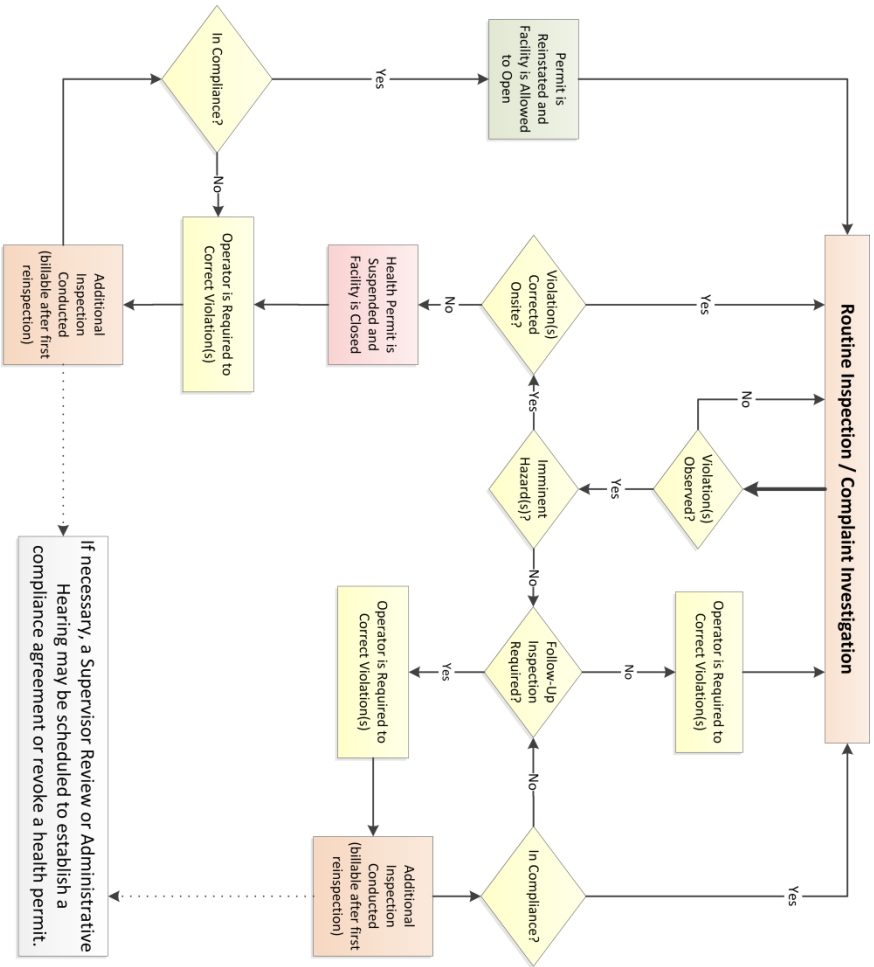 Routine Inspection / Complaint Investigation
Yes
No
Violation(s)
Observed?
Operator is Required to
Correct Violation(s)
Yes
Yes
No
Permit is
Reinstated and
Facility is Allowed
to Open
Violation(s)
Corrected
Onsite?
Yes
Imminent
Hazard(s)?
No
Follow-Up
Inspection
Required?
No
In Compliance?
Yes
No
Yes
Health Permit is
Suspended and
Facility is Closed
Operator is Required to
Correct Violation(s)
Additional
Inspection
Conducted
(billable after first
reinspection)
In Compliance?
No
Operator is Required to
Correct Violation(s)
Additional
Inspection
Conducted
(billable after first
reinspection)
If necessary, a Supervisor Review or Administrative
Hearing may be scheduled to establish a
compliance agreement or revoke a health permit.